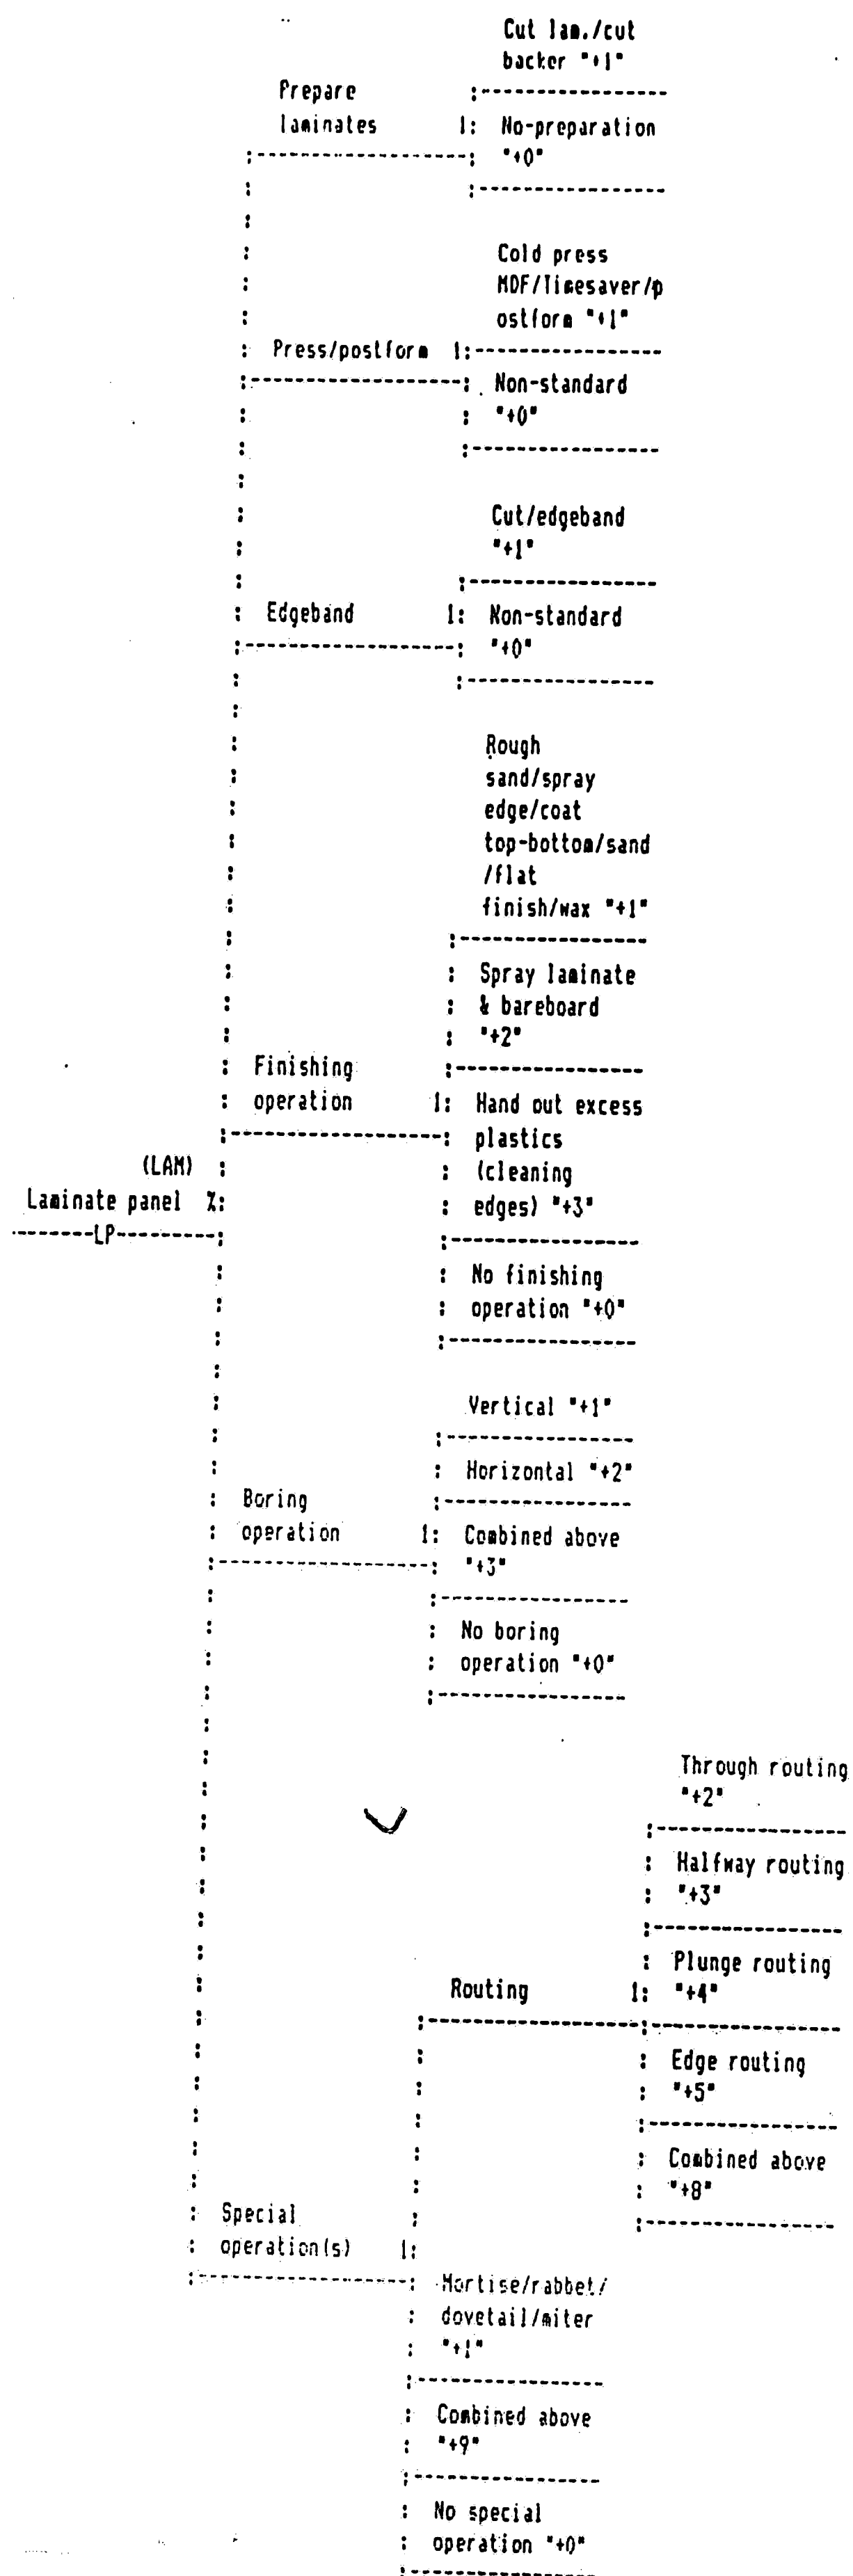 Cut lam./cut
backer "+1"
Prepare
laminates 1: No-preparation
"+0"
Cold press
MDF/Timesaver/p
ostform "+1"
Press/postform 1:
Non-standard
"+0"
Cut/edgeband
"+1"
Edgeband 1: Non-standard
"+0"
Rough
sand/spray
edge/coat
top-bottom/sand
/flat
finish/wax "+1"
Spray laminate
& bareboard
"+2"
Finishing
operation 1: Hand out excess
plastics
(LAM) (cleaning
Laminate panel %: edges) "+3"
--------LP---------:
No finishing
operation "+0"
Vertical "+1"
Horizontal "+2"
Boring
operation 1: Combined above
"+3"
No boring
operation "+0"
Through routing
"+2"
Halfway routing
"+3"
Plunge routing
Routing 1: "+4"
Edge routing
"+5"
Combined above
"+8"
Special
operation(s) 1:
Mortise/rabbet/
dovetail/miter
"+1"
Combined above
"+9"
No special
operation "+0"